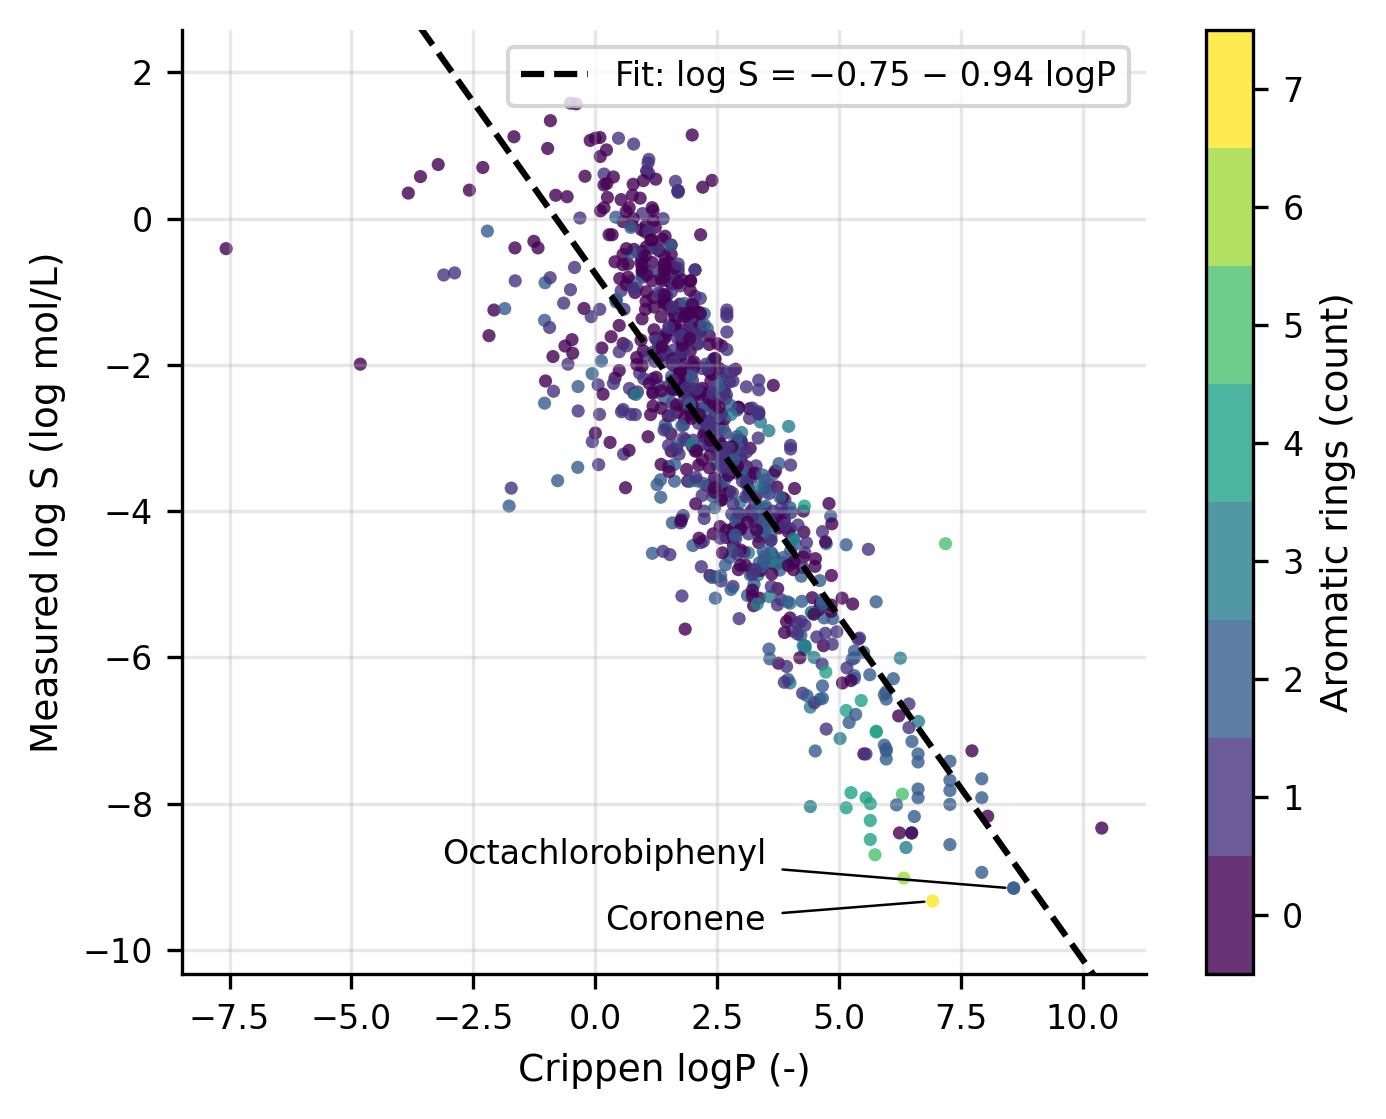 Fit: log S = −0.75 − 0.94 logP
2
0
−2
−4
−6
−8
−10
Measured log S (log mol/L)
Octachlorobiphenyl
Coronene
−7.5 −5.0 −2.5 0.0 2.5 5.0 7.5 10.0
Crippen logP (-)
7
6
5
4
3
2
1
0
Aromatic rings (count)